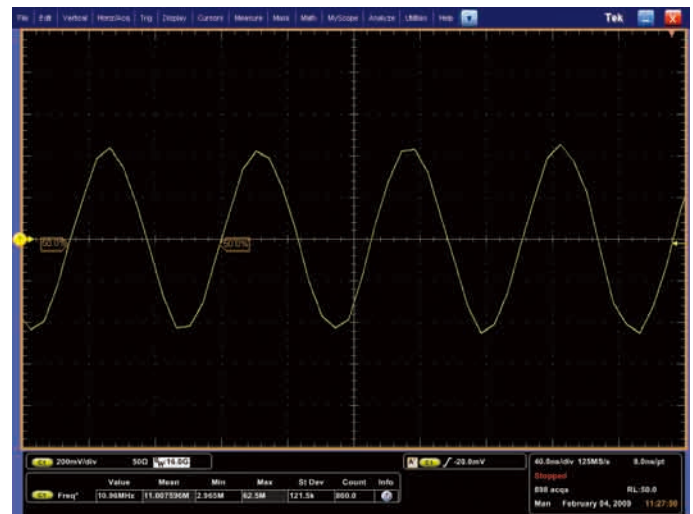 File Edit Vertical Horiz/Acq Trig Display Cursors Measure Mask Math MyScope Analyze Utilities Help Tek
50.0% 50.0%
C1 200mV/div 50Ω BW:16.0G
A' C1 / -20.0mV
40.0ns/div 125MS/s 8.0ns/pt
Stopped
898 acqs RL:50.0
Man February 04, 2009 11:27:00
Value Mean Min Max St Dev Count Info
C1 Freq* 10.96MHz 11.007596M 2.965M 62.5M 121.5k 860.0